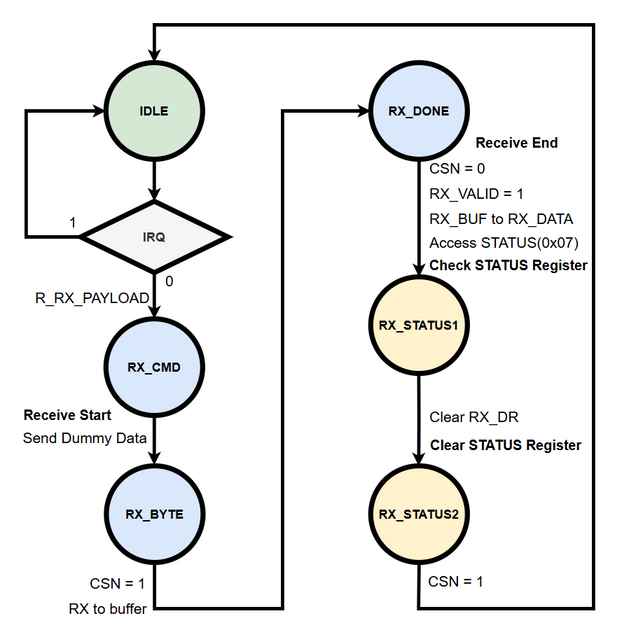 IDLE
1
IRQ
0
R_RX_PAYLOAD
RX_CMD
Receive Start
Send Dummy Data
RX_BYTE
CSN = 1
RX to buffer
RX_DONE
Receive End
CSN = 0
RX_VALID = 1
RX_BUF to RX_DATA
Access STATUS(0x07)
Check STATUS Register
RX_STATUS1
Clear RX_DR
Clear STATUS Register
RX_STATUS2
CSN = 1